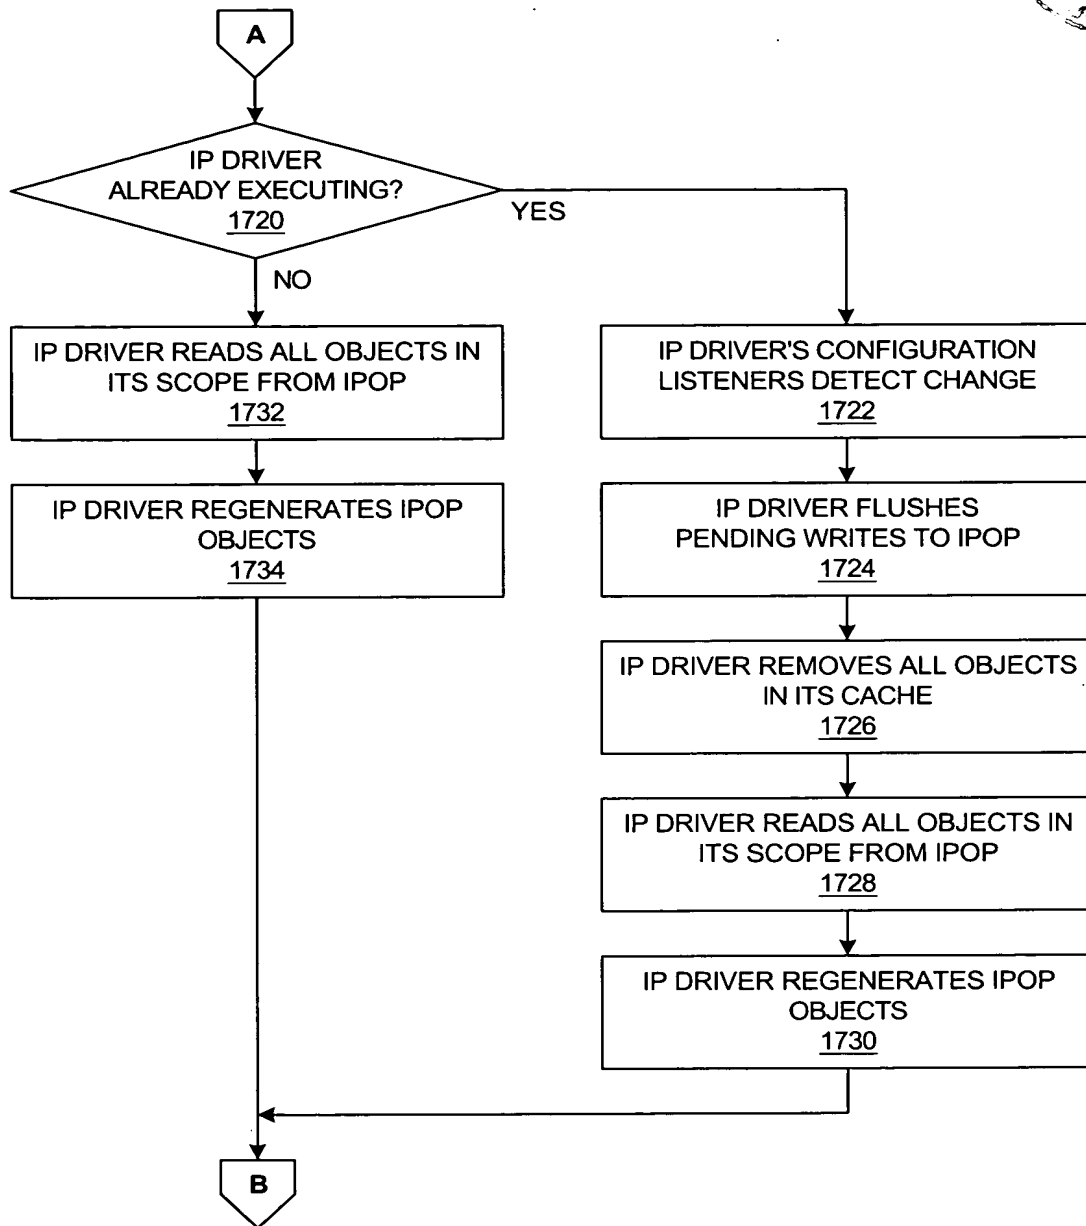 A
IP DRIVER
ALREADY EXECUTING?
1720
YES
NO
IP DRIVER READS ALL OBJECTS IN
ITS SCOPE FROM IPOP
1732
IP DRIVER REGENERATES IPOP
OBJECTS
1734
IP DRIVER'S CONFIGURATION
LISTENERS DETECT CHANGE
1722
IP DRIVER FLUSHES
PENDING WRITES TO IPOP
1724
IP DRIVER REMOVES ALL OBJECTS
IN ITS CACHE
1726
IP DRIVER READS ALL OBJECTS IN
ITS SCOPE FROM IPOP
1728
IP DRIVER REGENERATES IPOP
OBJECTS
1730
B